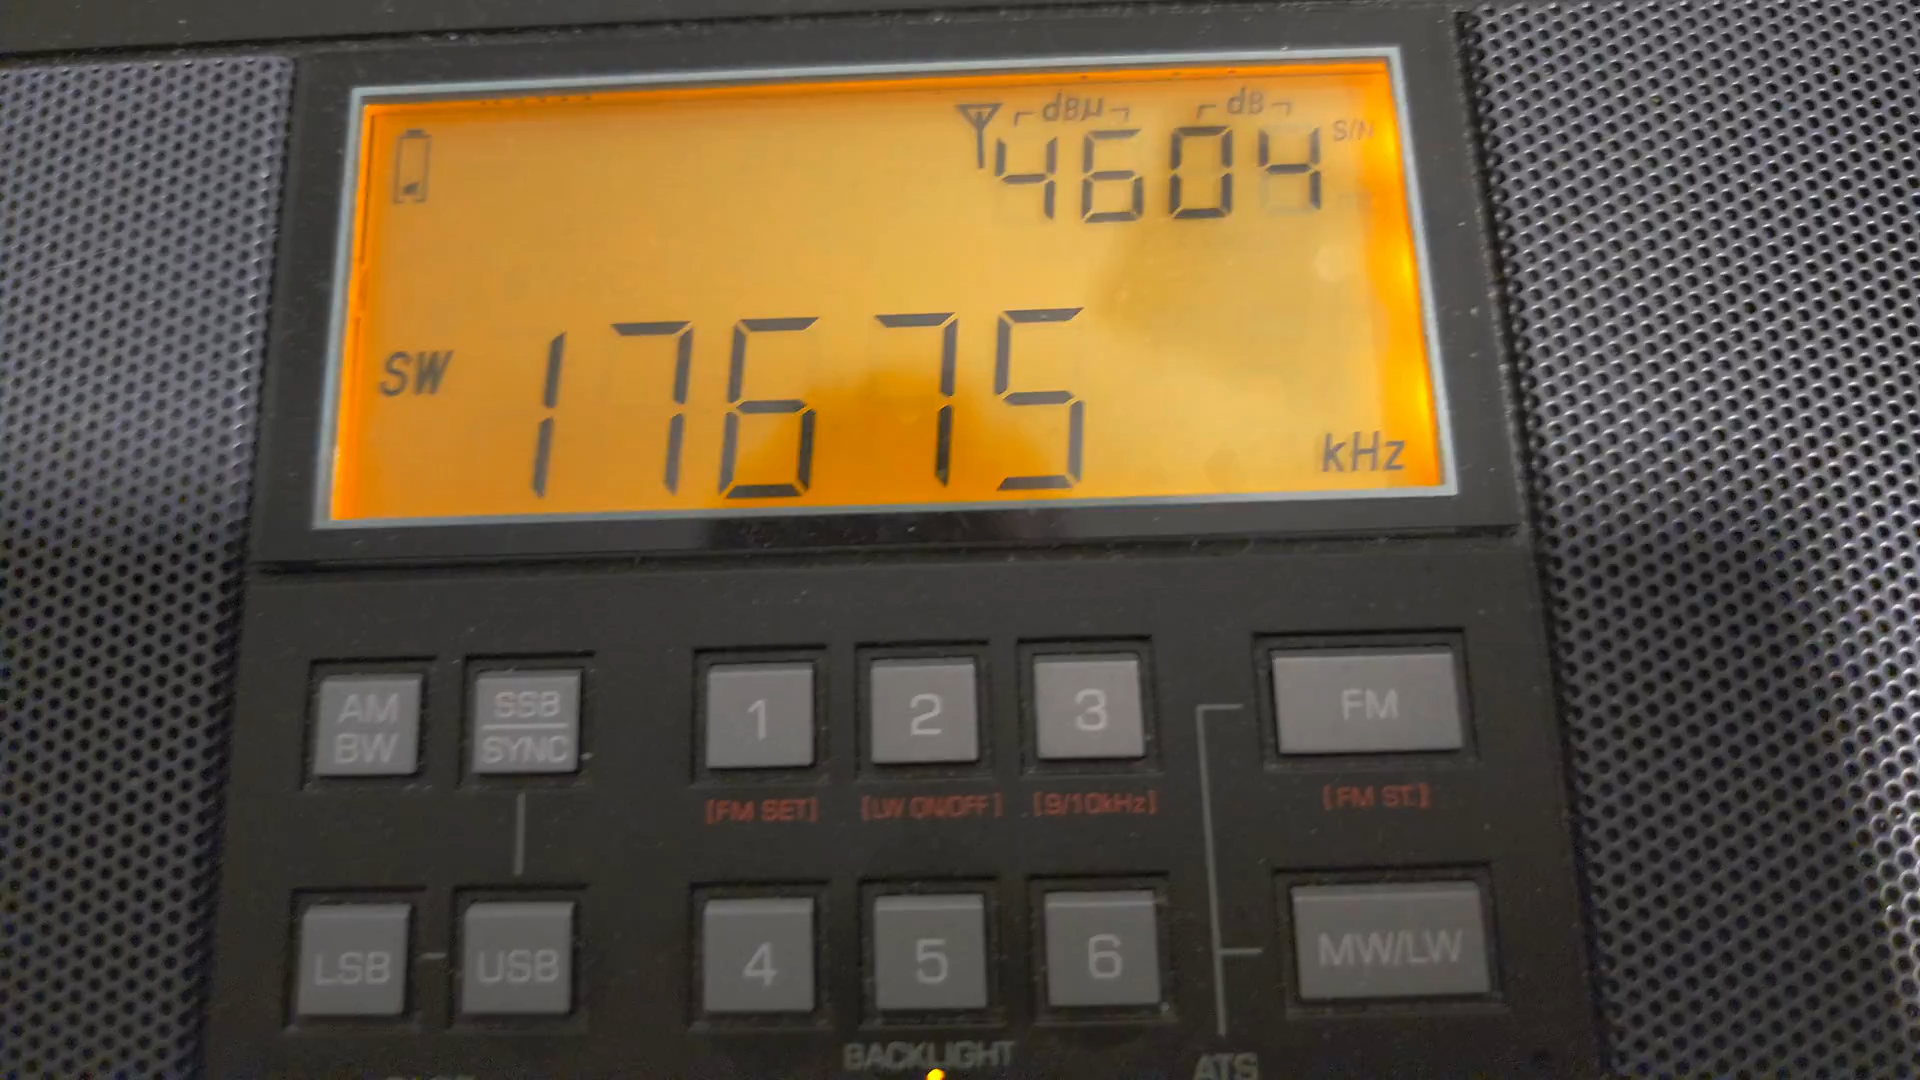 dBμ dB
4604 S/N
SW 17675 kHz
AM BW
SSB SYNC
1 2 3 FM
[FM SET] [LW ON/OFF] [9/10kHz] [FM ST.]
LSB USB 4 5 6 MW/LW
BACKLIGHT ATS